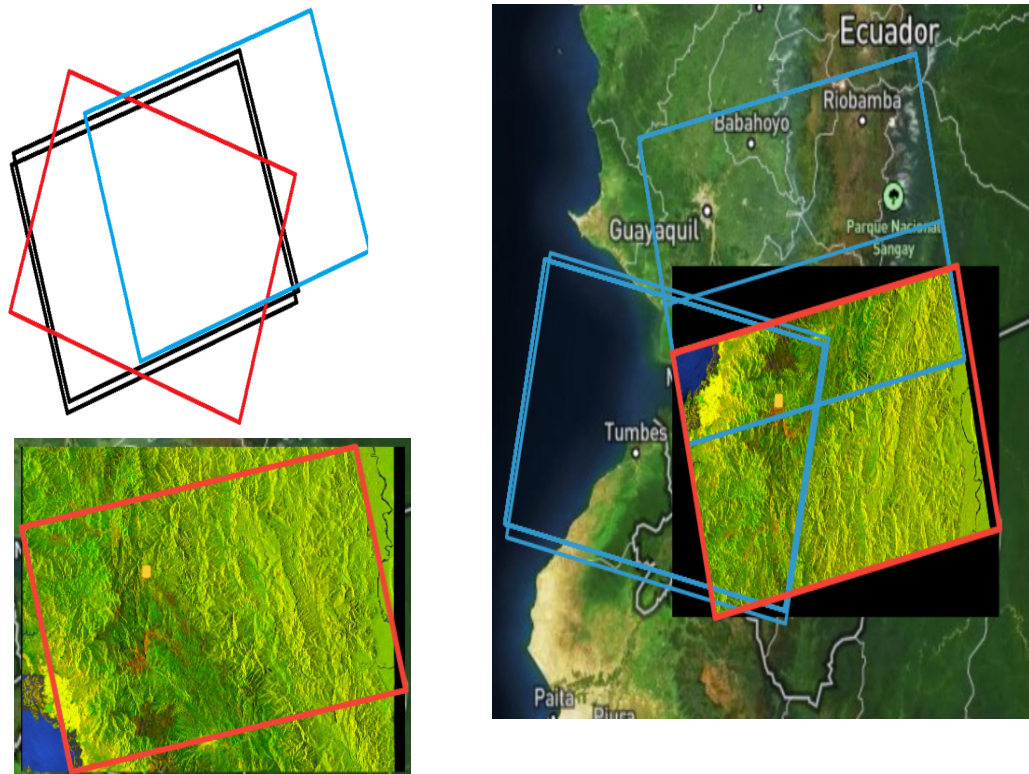 Ecuador
Riobamba
Babahoyo
Guayaquil
Parque Nacional
Sangay
Tumbes
Paita
Piura